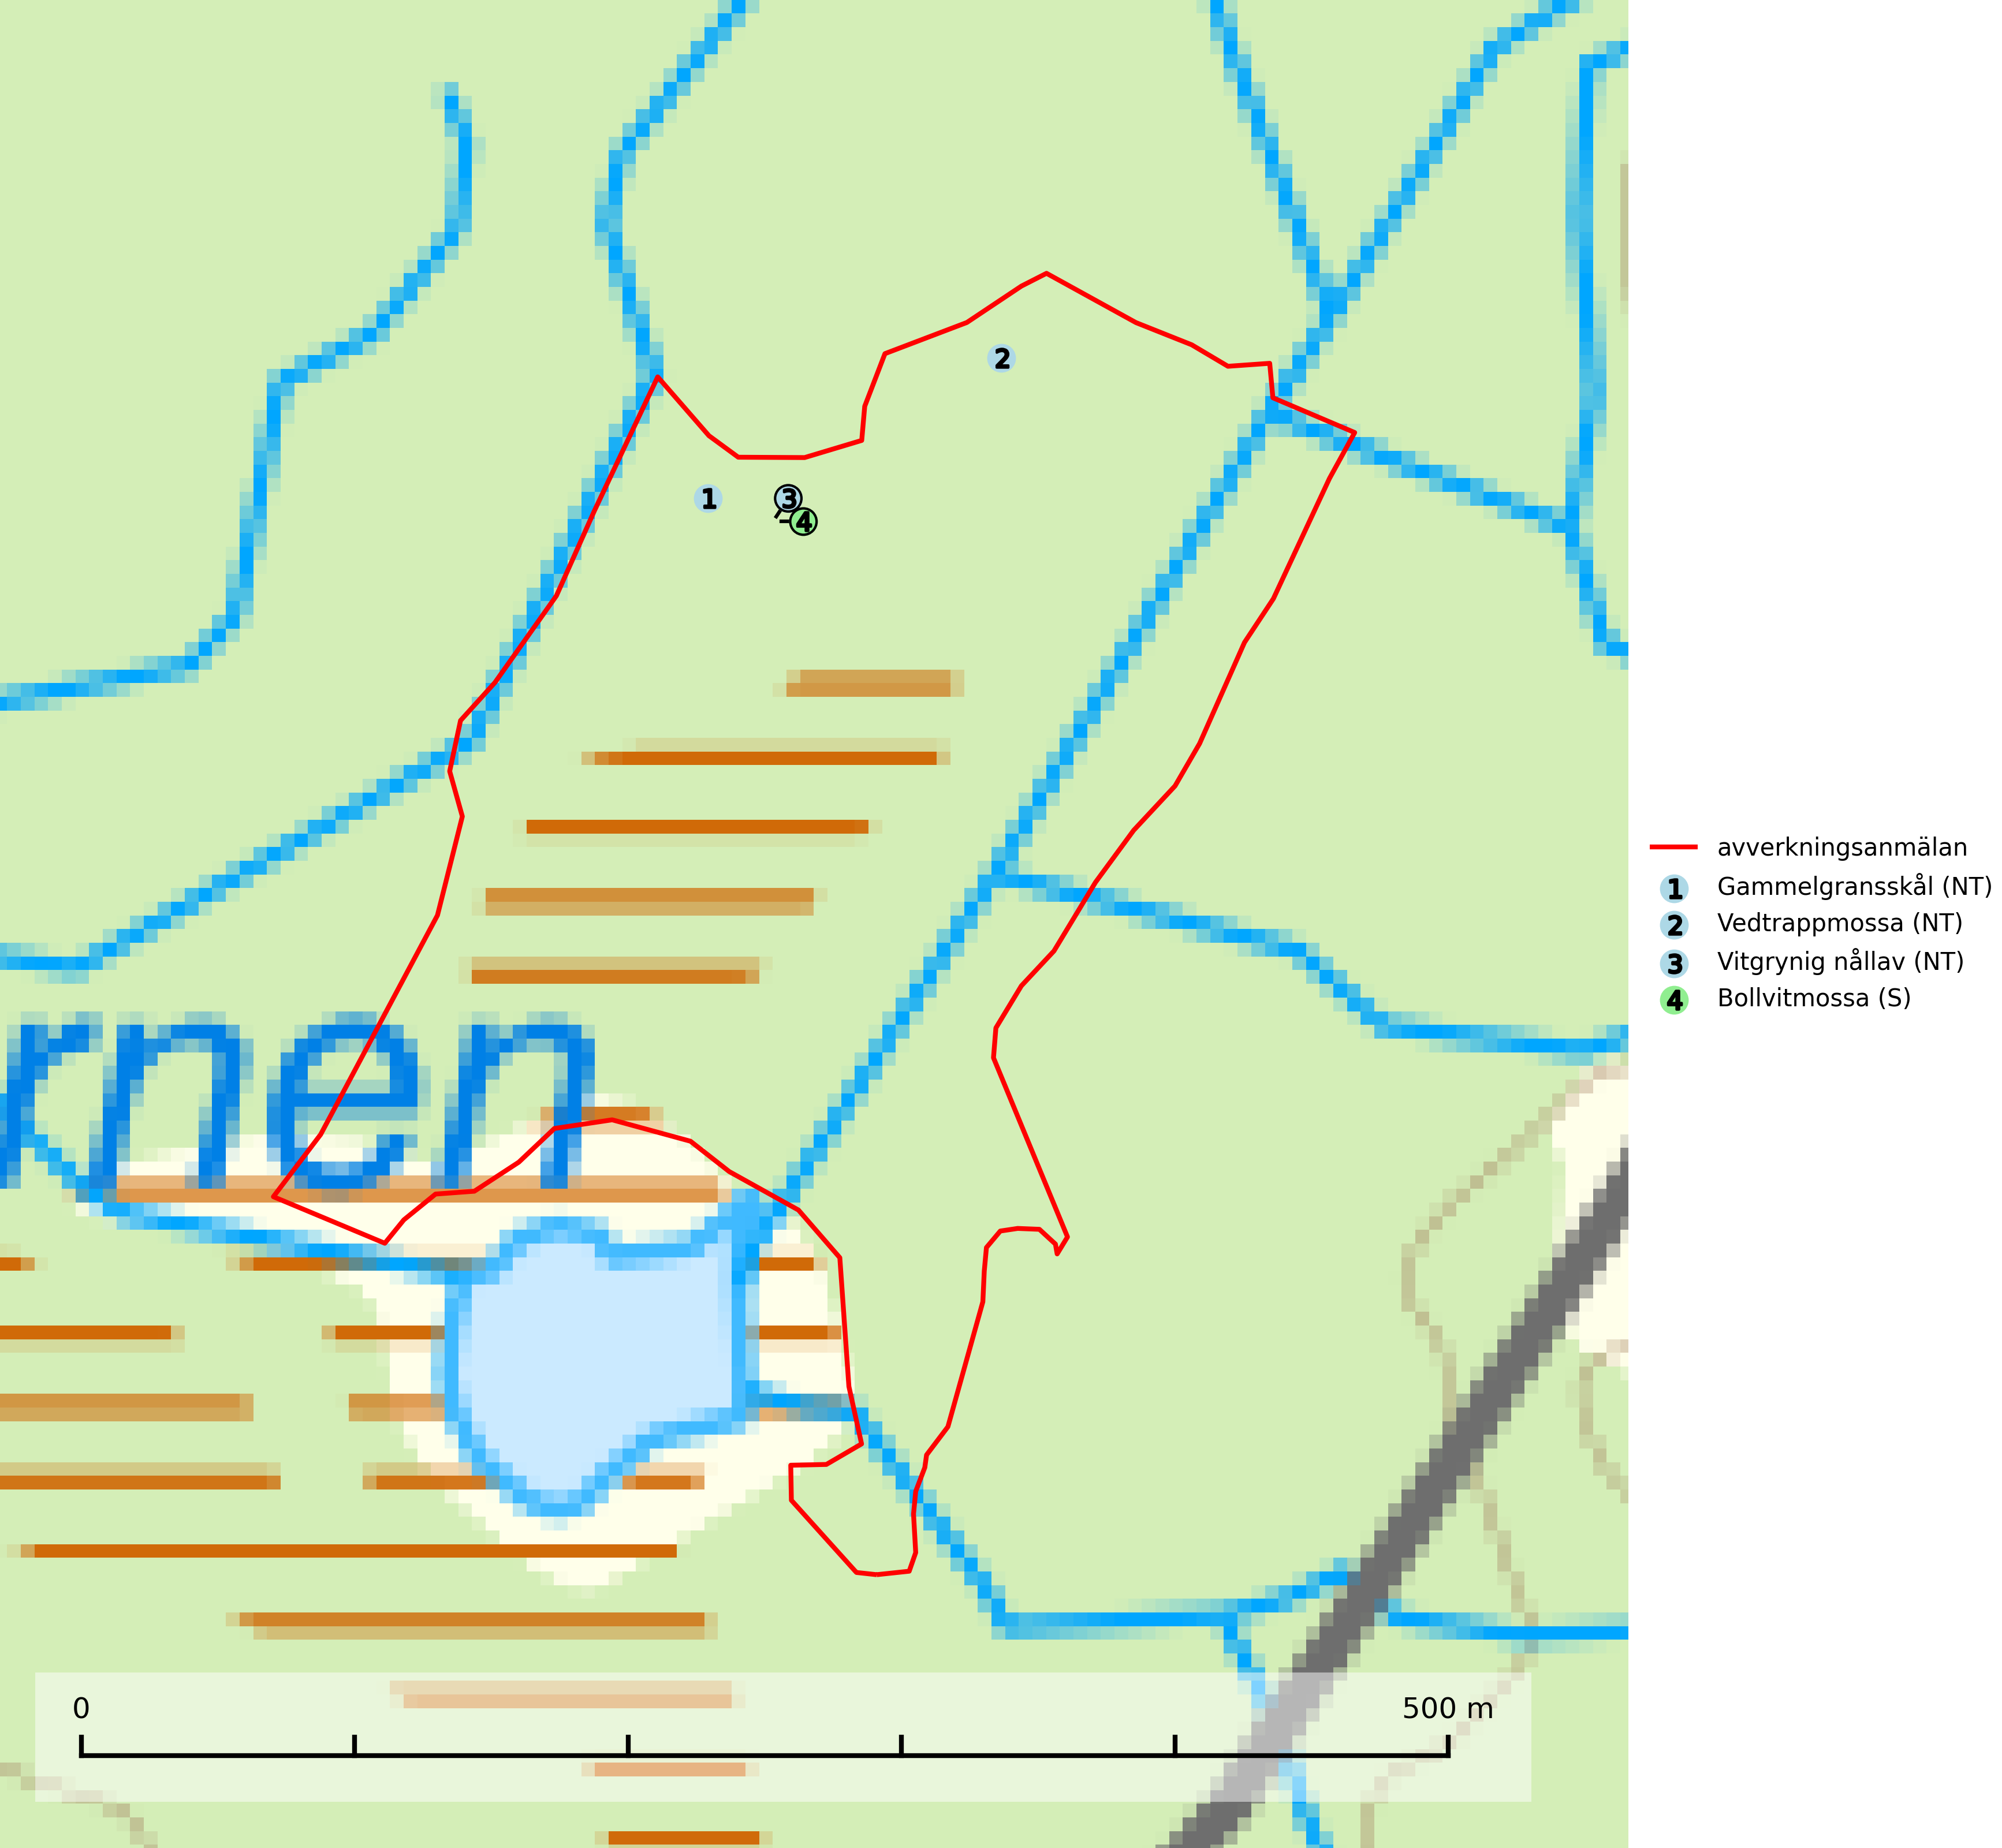 2
1
3
4
men
avverkningsanmälan
1 Gammelgransskål (NT)
2 Vedtrappmossa (NT)
3 Vitgrynig nållav (NT)
4 Bollvitmossa (S)
0 500 m